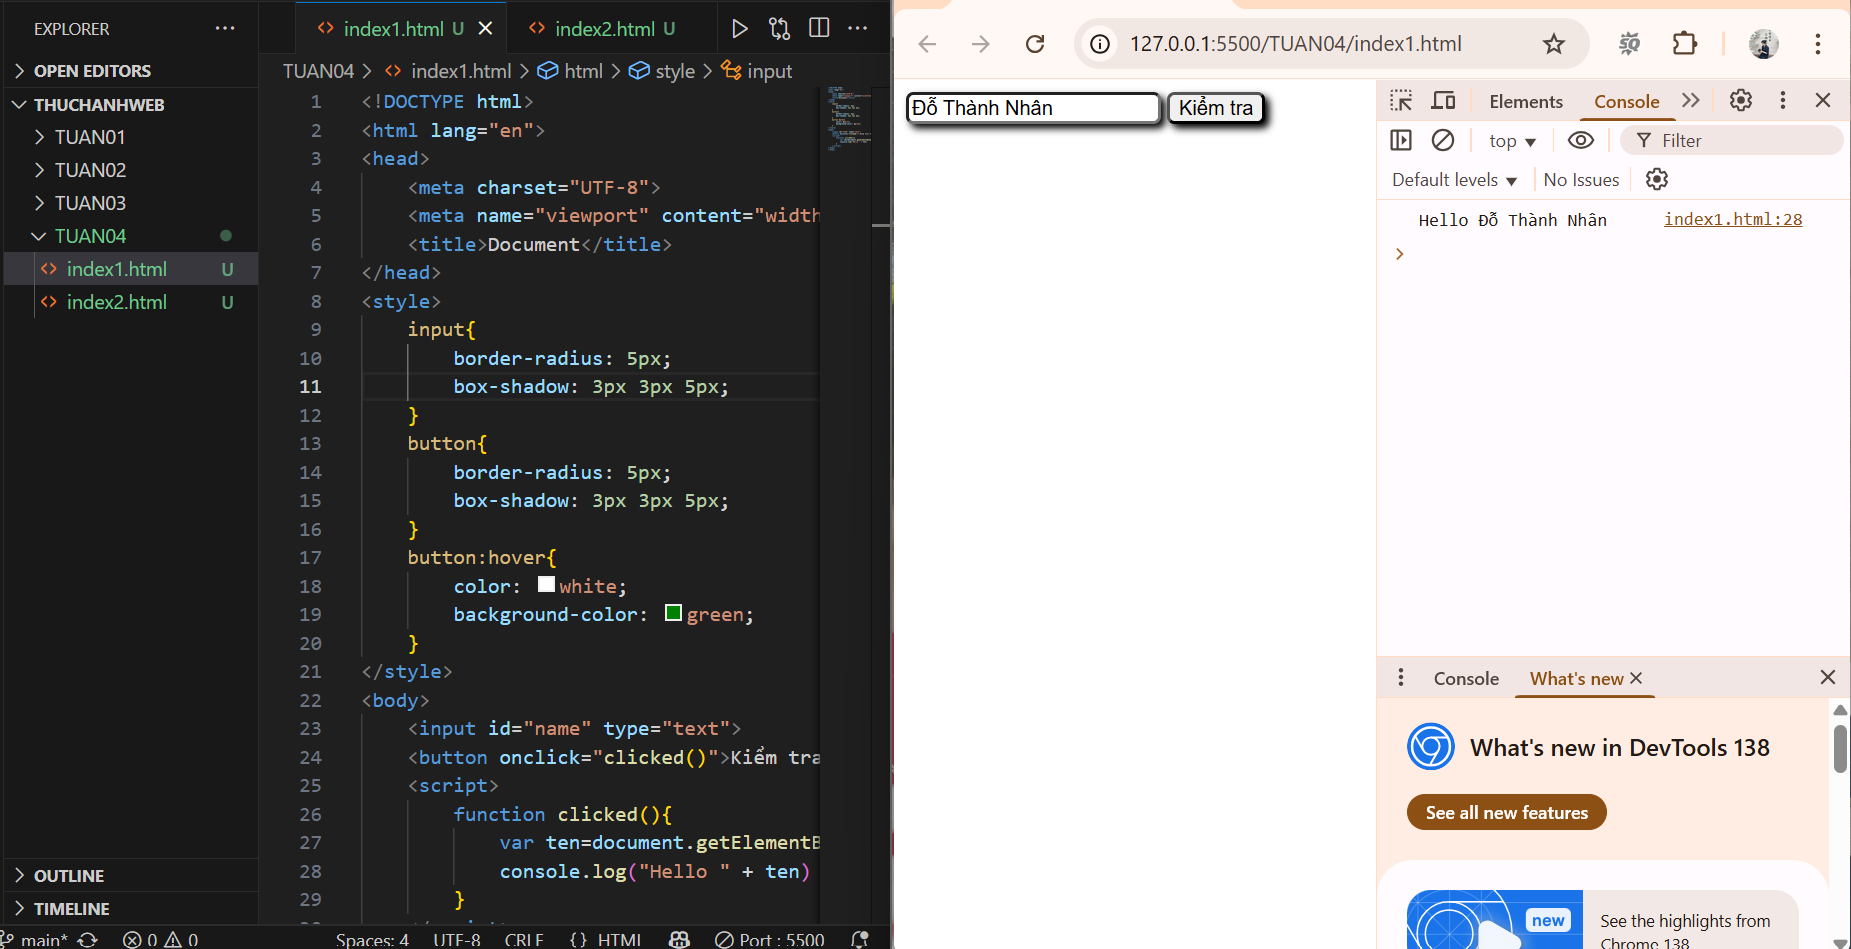 EXPLORER
OPEN EDITORS
THUCHANHWEB
TUAN01
TUAN02
TUAN03
TUAN04
index1.html U
index2.html U
OUTLINE
TIMELINE
index1.html U
index2.html U
TUAN04 > index1.html > html > style > input
1 <!DOCTYPE html>
2 <html lang="en">
3 <head>
4 <meta charset="UTF-8">
5 <meta name="viewport" content="width
6 <title>Document</title>
7 </head>
8 <style>
9 input{
10 border-radius: 5px;
11 box-shadow: 3px 3px 5px;
12 }
13 button{
14 border-radius: 5px;
15 box-shadow: 3px 3px 5px;
16 }
17 button:hover{
18 color: white;
19 background-color: green;
20 }
21 </style>
22 <body>
23 <input id="name" type="text">
24 <button onclick="clicked()">Kiểm tra
25 <script>
26 function clicked(){
27 var ten=document.getElementB
28 console.log("Hello " + ten)
29 }
main* 0 0 Spaces: 4 UTF-8 CRLF {} HTML Port : 5500
127.0.0.1:5500/TUAN04/index1.html
Đỗ Thành Nhân Kiểm tra
Elements Console
top Filter
Default levels No Issues
Hello Đỗ Thành Nhân index1.html:28
Console What's new
What's new in DevTools 138
See all new features
new
See the highlights from
Chrome 138